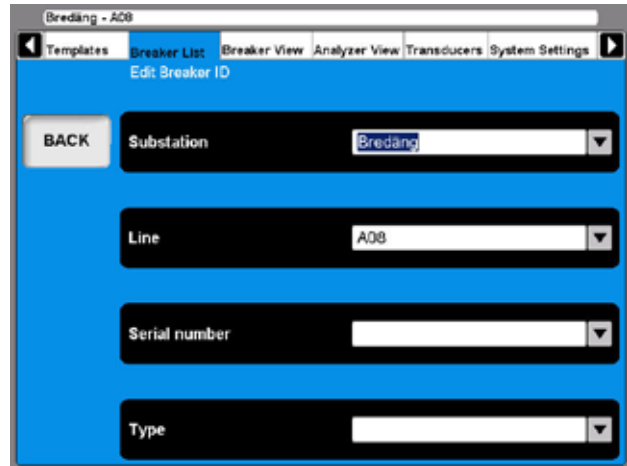 Bredäng - A08
Templates Breaker List Breaker View Analyzer View Transducers System Settings
Edit Breaker ID
BACK
Substation Bredäng
Line A08
Serial number
Type